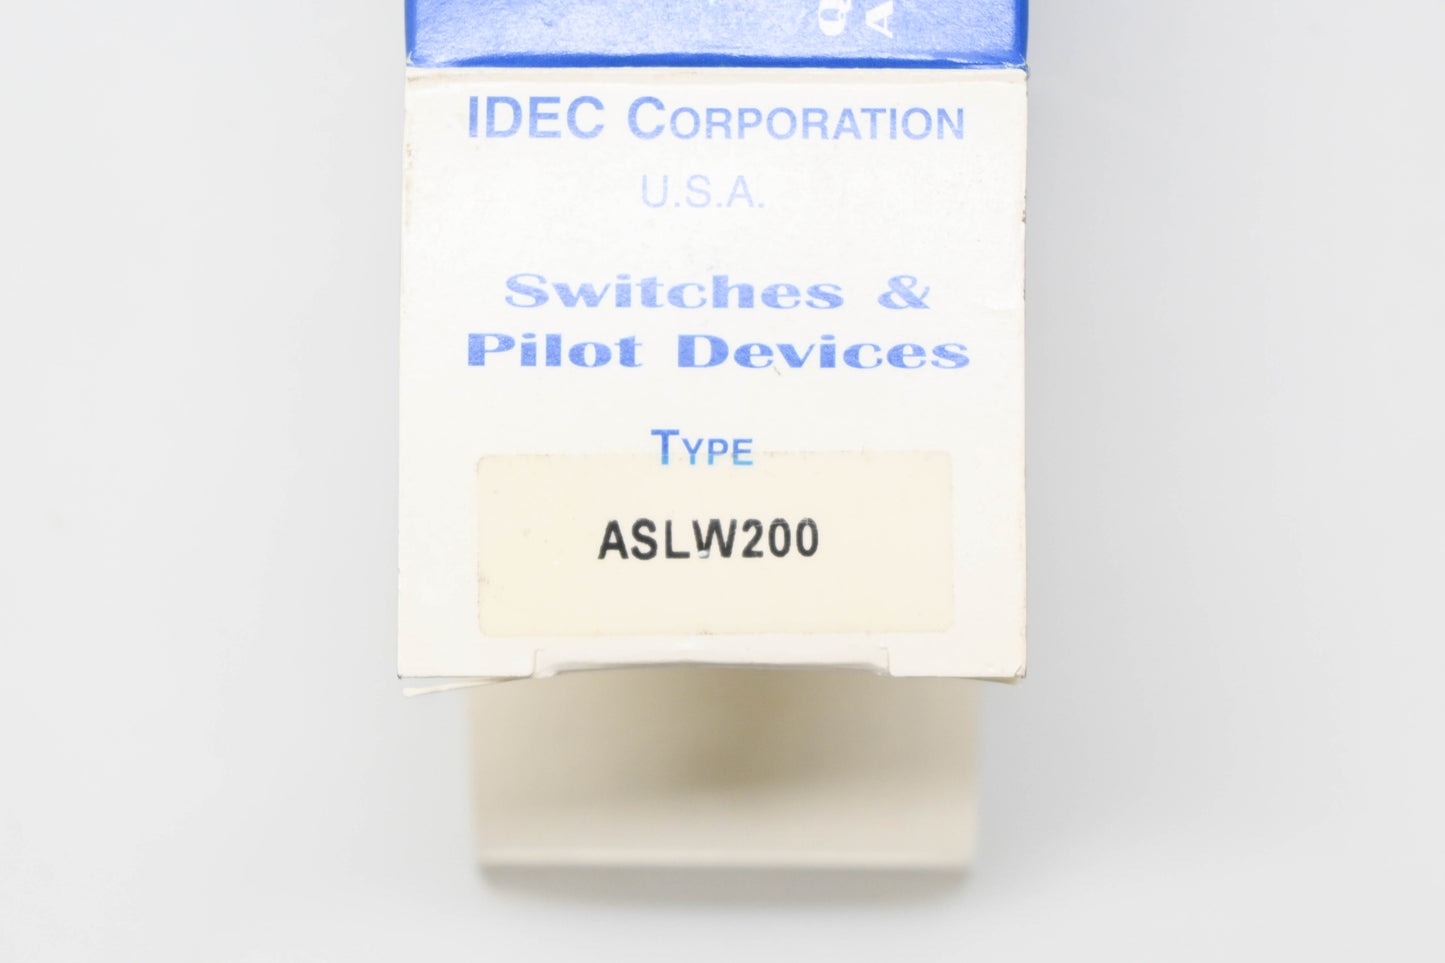 IDEC CORPORATION
U.S.A.
Switches &
Pilot Devices
TYPE
ASLW200